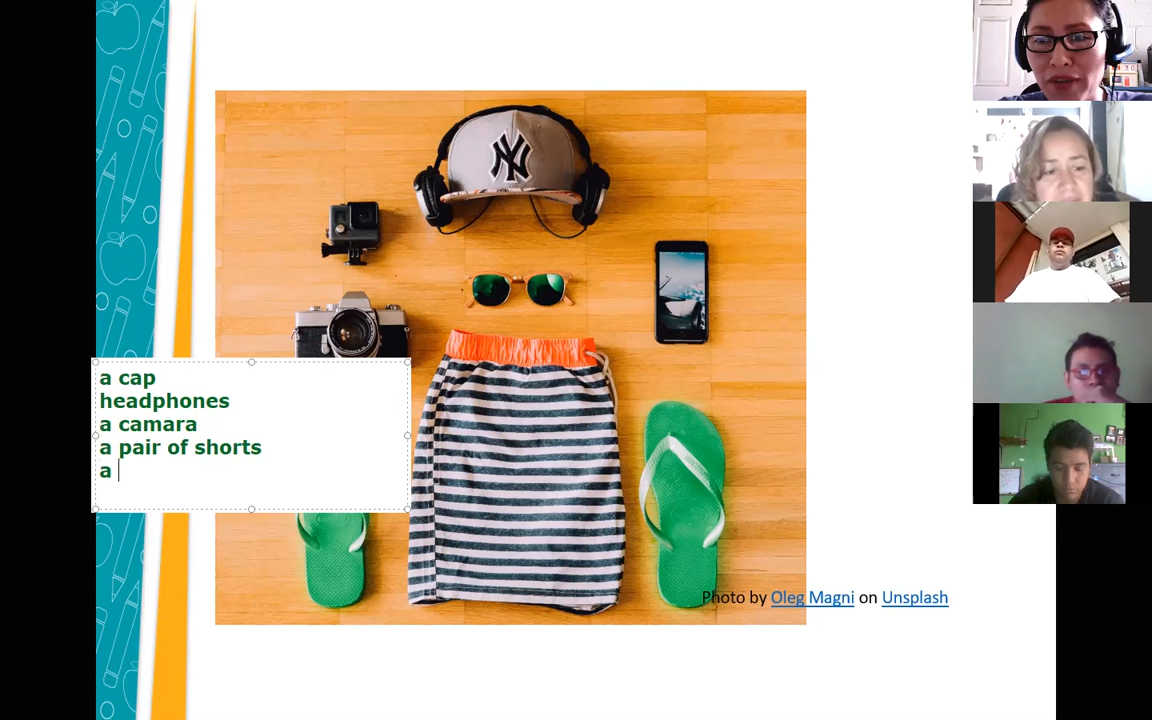 NY
a cap
headphones
a camara
a pair of shorts
a
Photo by Oleg Magni on Unsplash